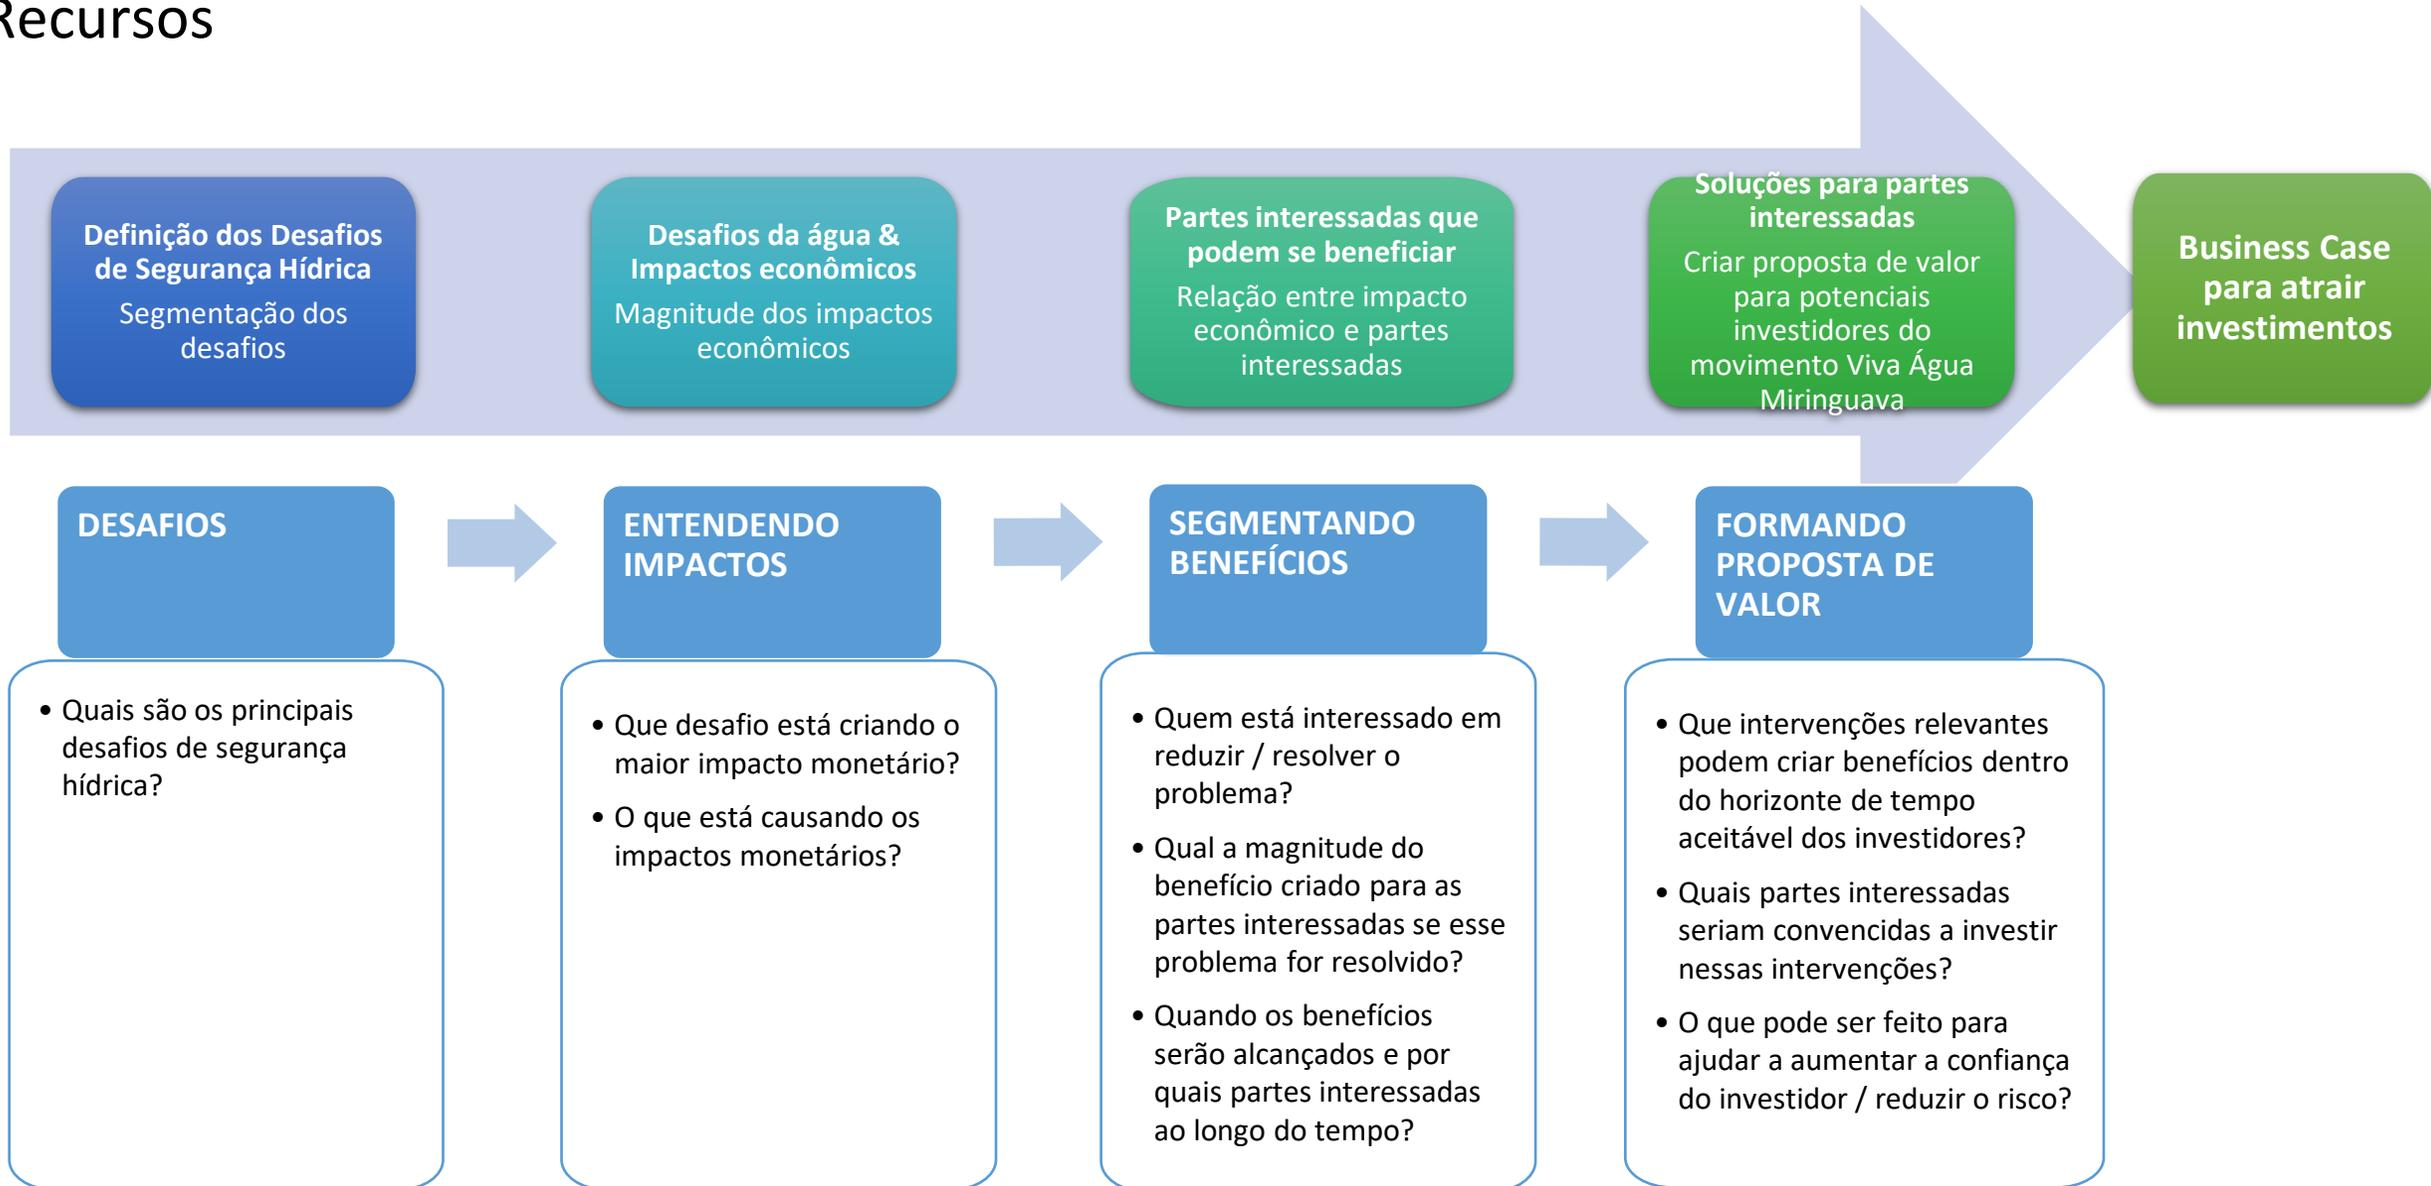 Recursos
Definição dos Desafios
de Segurança Hídrica
Segmentação dos
desafios
Desafios da água &
Impactos econômicos
Magnitude dos impactos
econômicos
Partes interessadas que
podem se beneficiar
Relação entre impacto
econômico e partes
interessadas
Soluções para partes
interessadas
Criar proposta de valor
para potenciais
investidores do
movimento Viva Água
Miringuava
Business Case
para atrair
investimentos
DESAFIOS
ENTENDENDO
IMPACTOS
SEGMENTANDO
BENEFÍCIOS
FORMANDO
PROPOSTA DE
VALOR
• Quais são os principais
desafios de segurança
hídrica?
• Que desafio está criando o
maior impacto monetário?
• O que está causando os
impactos monetários?
• Quem está interessado em
reduzir / resolver o
problema?
• Qual a magnitude do
benefício criado para as
partes interessadas se esse
problema for resolvido?
• Quando os benefícios
serão alcançados e por
quais partes interessadas
ao longo do tempo?
• Que intervenções relevantes
podem criar benefícios dentro
do horizonte de tempo
aceitável dos investidores?
• Quais partes interessadas
seriam convencidas a investir
nessas intervenções?
• O que pode ser feito para
ajudar a aumentar a confiança
do investidor / reduzir o risco?